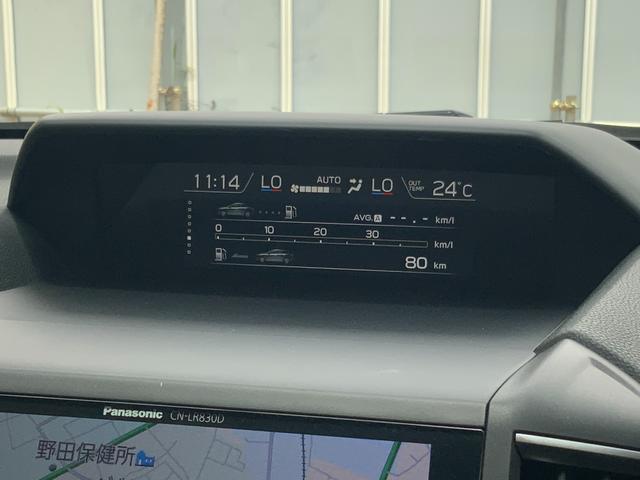 11:14 LO AUTO LO OUT TEMP 24°C
AVG. A --.- km/l
0 10 20 30
km/l
80 km
Panasonic CN-LR830D
野田保健所